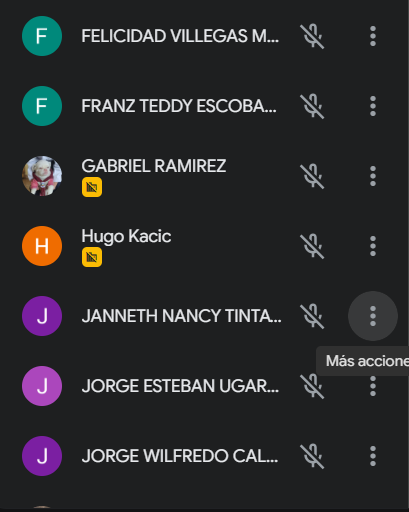 F FELICIDAD VILLEGAS M...
F FRANZ TEDDY ESCOBA...
GABRIEL RAMIREZ
H Hugo Kacic
J JANNETH NANCY TINTA...
Más accione
J JORGE ESTEBAN UGAR...
J JORGE WILFREDO CAL...